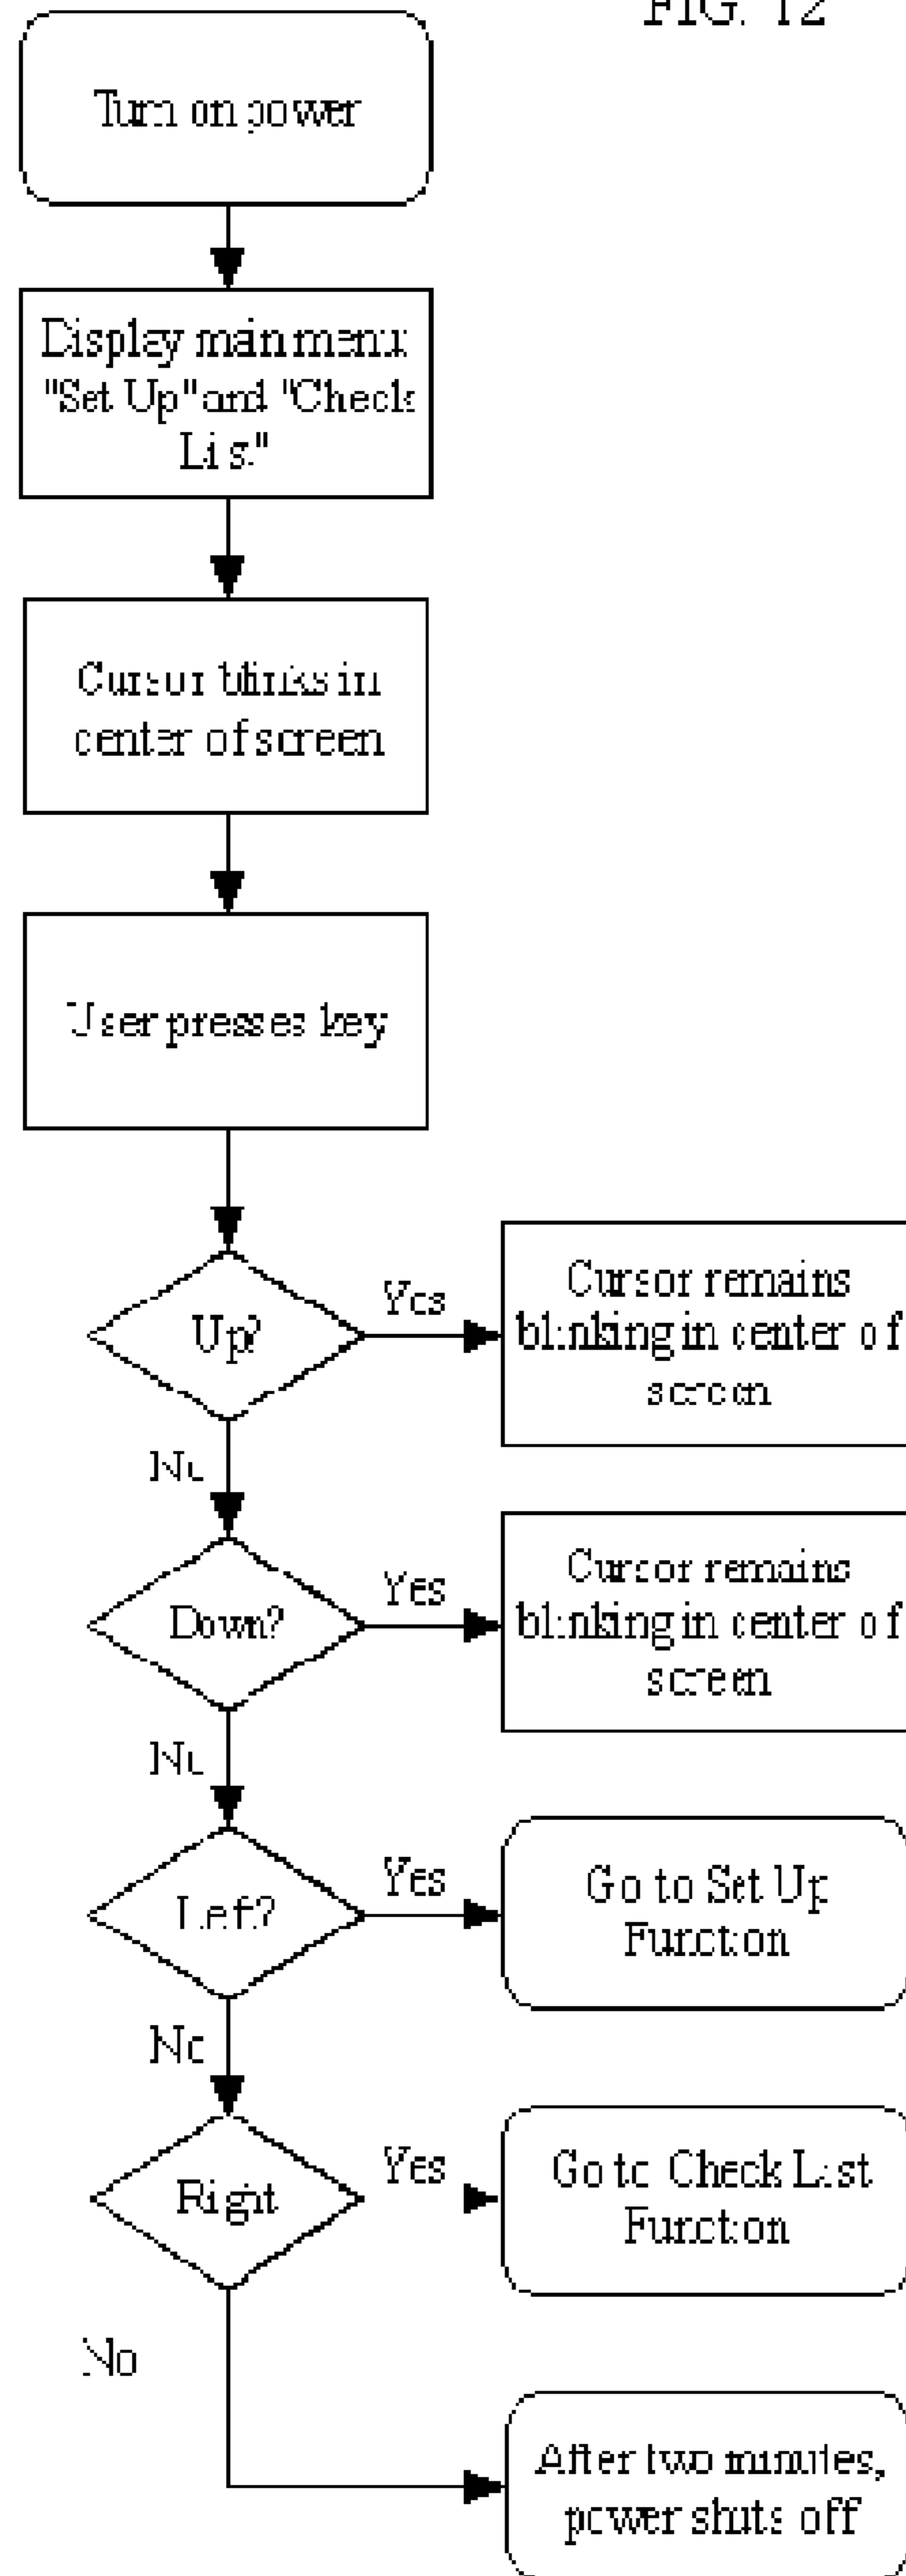 FIG. 12
Turn on power
Display main menu:
"Set Up" and "Check
List"
Cursor blinks in
center of screen
User presses key
Up?
Yes
Cursor remains
blinking in center of
screen
No
Down?
Yes
Cursor remains
blinking in center of
screen
No
Left?
Yes
Go to Set Up
Function
No
Right
Yes
Go to Check List
Function
No
After two minutes,
power shuts off